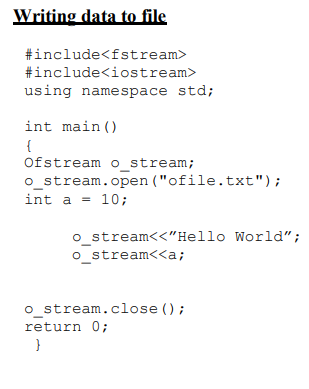 Writing data to file
#include<fstream>
#include<iostream>
using namespace std;
int main()
{
Ofstream o_stream;
o_stream.open("ofile.txt");
int a = 10;
o_stream<<”Hello World”;
o_stream<<a;
o_stream.close();
return 0;
}